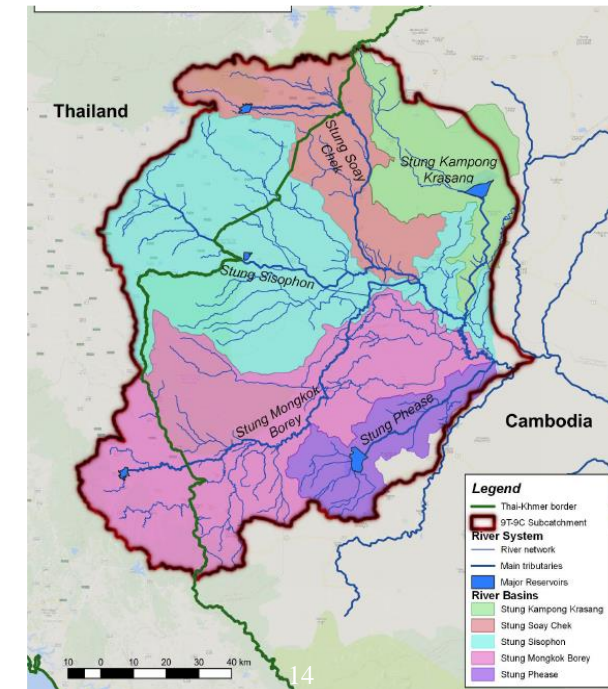 Thailand
Stung Soay
Chek
Stung Kampong
Krasang
Stung Sisophon
Stung Mongkok
Borey
Stung Phease
Cambodia
Legend
Thai-Khmer border
9T-9C Subcatchment
River System
River network
Main tributaries
Major Reservoirs
River Basins
Stung Kampong Krasang
Stung Soay Chek
Stung Sisophon
Stung Mongkok Borey
Stung Phease
10 0 10 20 30 40 km
14